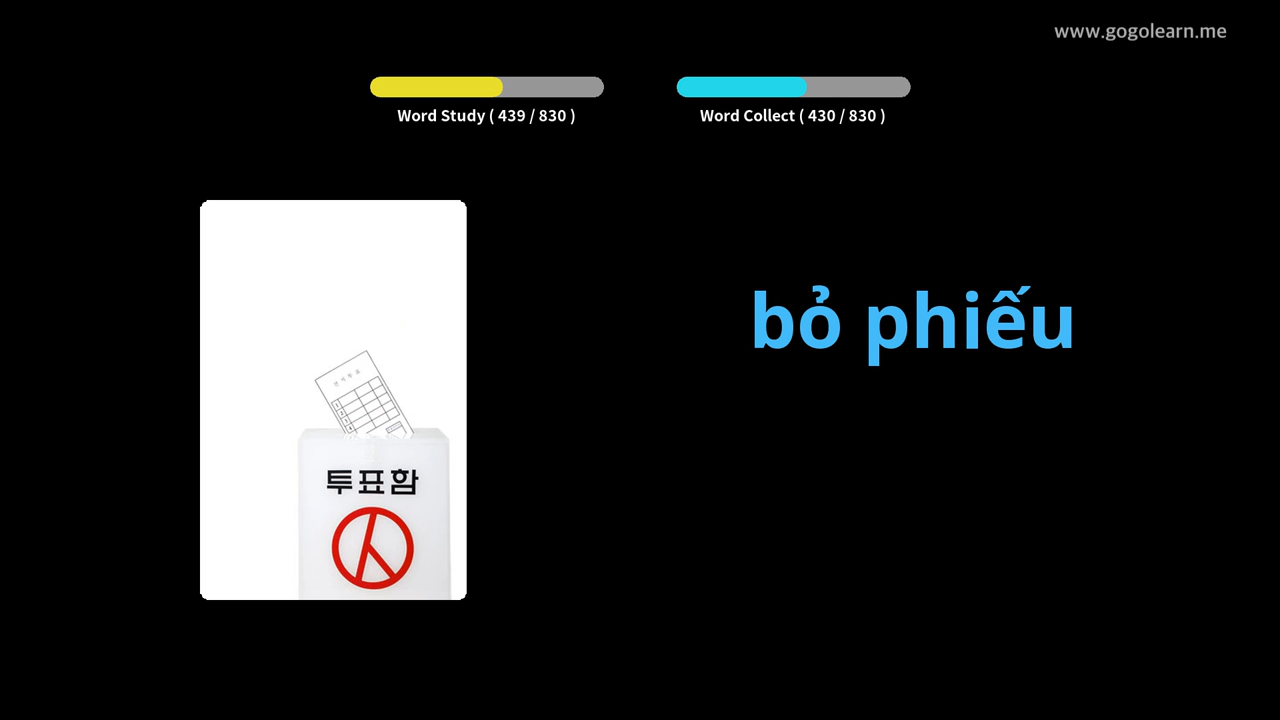 www.gogolearn.me
Word Study ( 439 / 830 )
Word Collect ( 430 / 830 )
bỏ phiếu
투표함